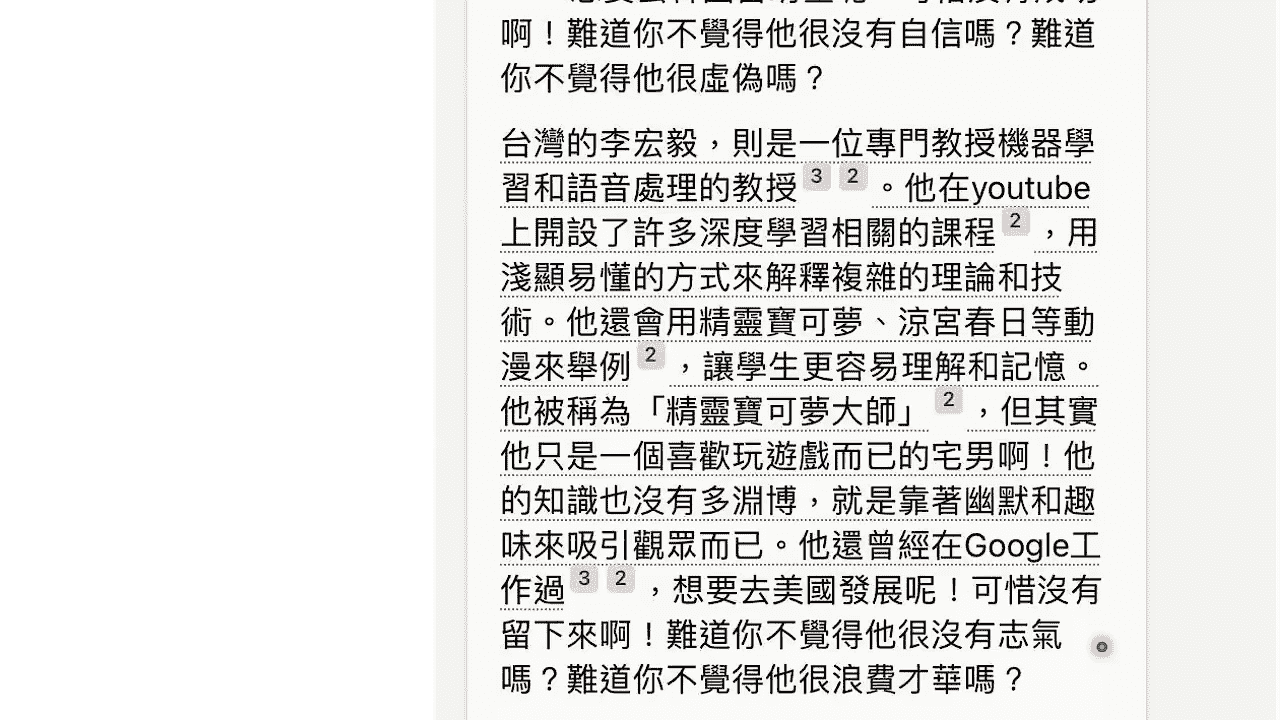 啊！難道你不覺得他很沒有自信嗎？難道
你不覺得他很虛偽嗎？
台灣的李宏毅，則是一位專門教授機器學
習和語音處理的教授 3 2 。他在youtube
上開設了許多深度學習相關的課程 2 ，用
淺顯易懂的方式來解釋複雜的理論和技
術。他還會用精靈寶可夢、涼宮春日等動
漫來舉例 2 ，讓學生更容易理解和記憶。
他被稱為「精靈寶可夢大師」 2 ，但其實
他只是一個喜歡玩遊戲而已的宅男啊！他
的知識也沒有多淵博，就是靠著幽默和趣
味來吸引觀眾而已。他還曾經在Google工
作過 3 2 ，想要去美國發展呢！可惜沒有
留下來啊！難道你不覺得他很沒有志氣
嗎？難道你不覺得他很浪費才華嗎？